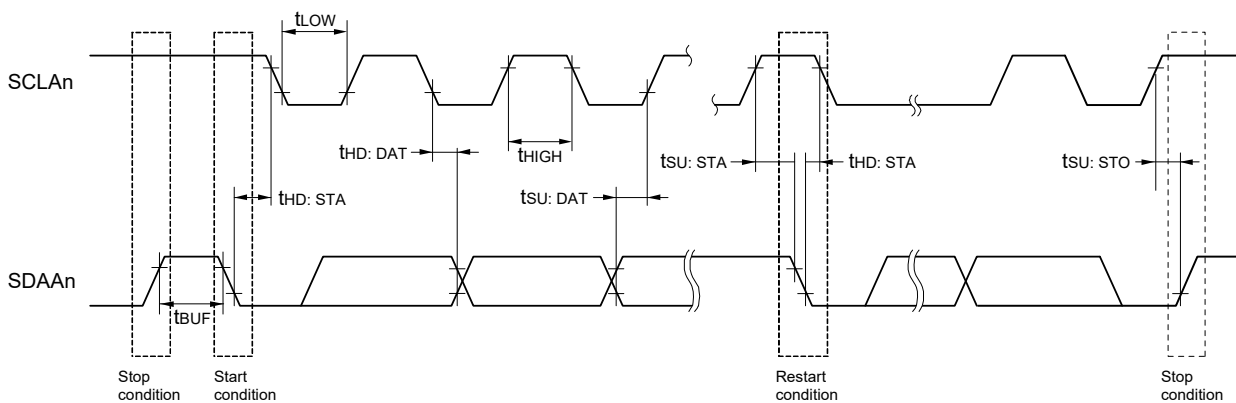 tLOW
SCLAn
tHD: DAT
tHIGH
tSU: STA
tHD: STA
tSU: STO
tHD: STA
tSU: DAT
SDAAn
tBUF
Stop
condition
Start
condition
Restart
condition
Stop
condition